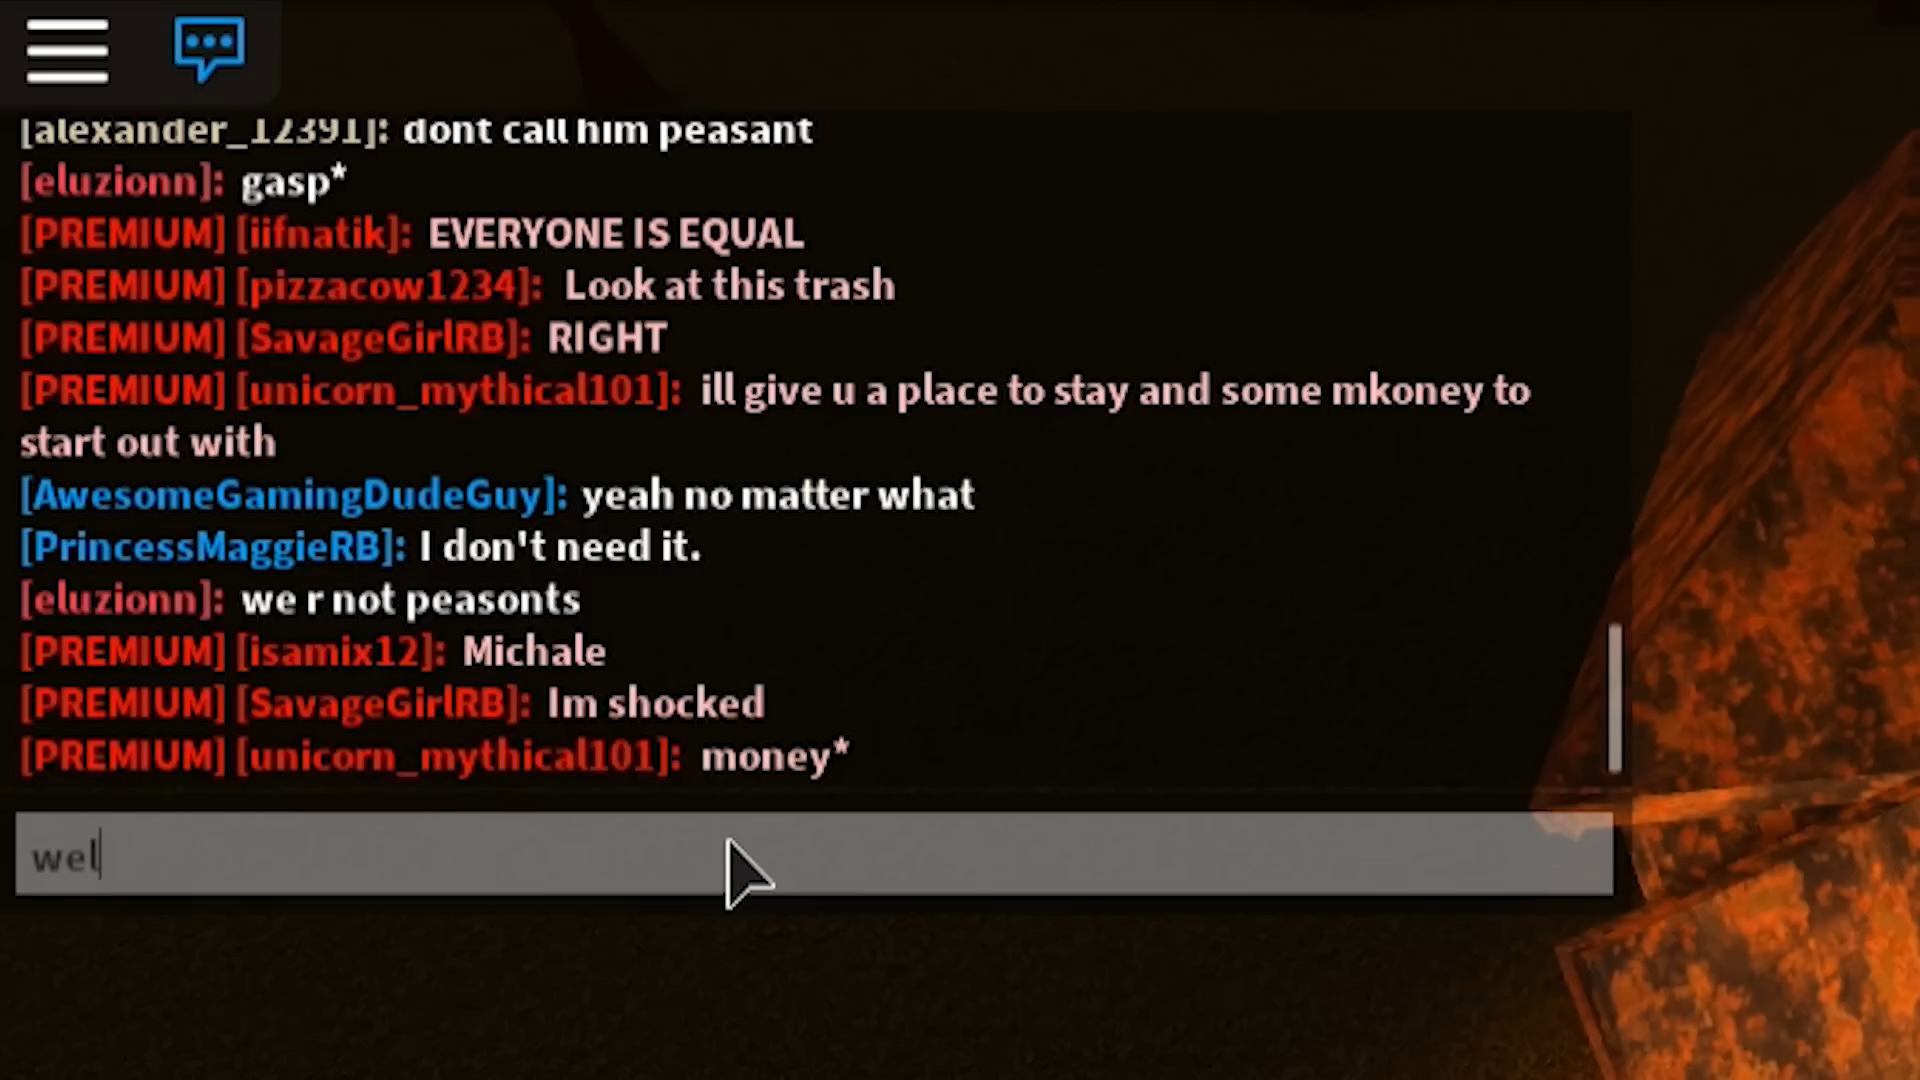 [alexander_12391]: dont call him peasant
[eluzionn]: gasp*
[PREMIUM] [iifnatik]: EVERYONE IS EQUAL
[PREMIUM] [pizzacow1234]: Look at this trash
[PREMIUM] [SavageGirlRB]: RIGHT
[PREMIUM] [unicorn_mythical101]: ill give u a place to stay and some mkoney to
start out with
[AwesomeGamingDudeGuy]: yeah no matter what
[PrincessMaggieRB]: I don't need it.
[eluzionn]: we r not peasonts
[PREMIUM] [isamix12]: Michale
[PREMIUM] [SavageGirlRB]: Im shocked
[PREMIUM] [unicorn_mythical101]: money*
wel